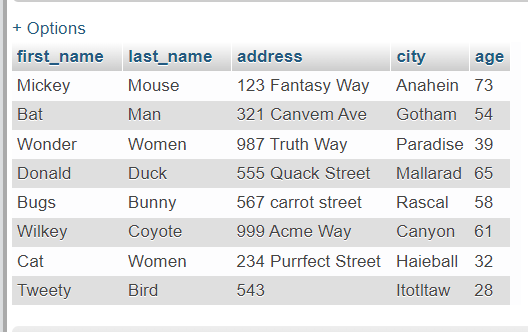 + Options
first_name last_name address city age
Mickey Mouse 123 Fantasy Way Anahein 73
Bat Man 321 Canvem Ave Gotham 54
Wonder Women 987 Truth Way Paradise 39
Donald Duck 555 Quack Street Mallarad 65
Bugs Bunny 567 carrot street Rascal 58
Wilkey Coyote 999 Acme Way Canyon 61
Cat Women 234 Purrfect Street Haieball 32
Tweety Bird 543 Itotltaw 28